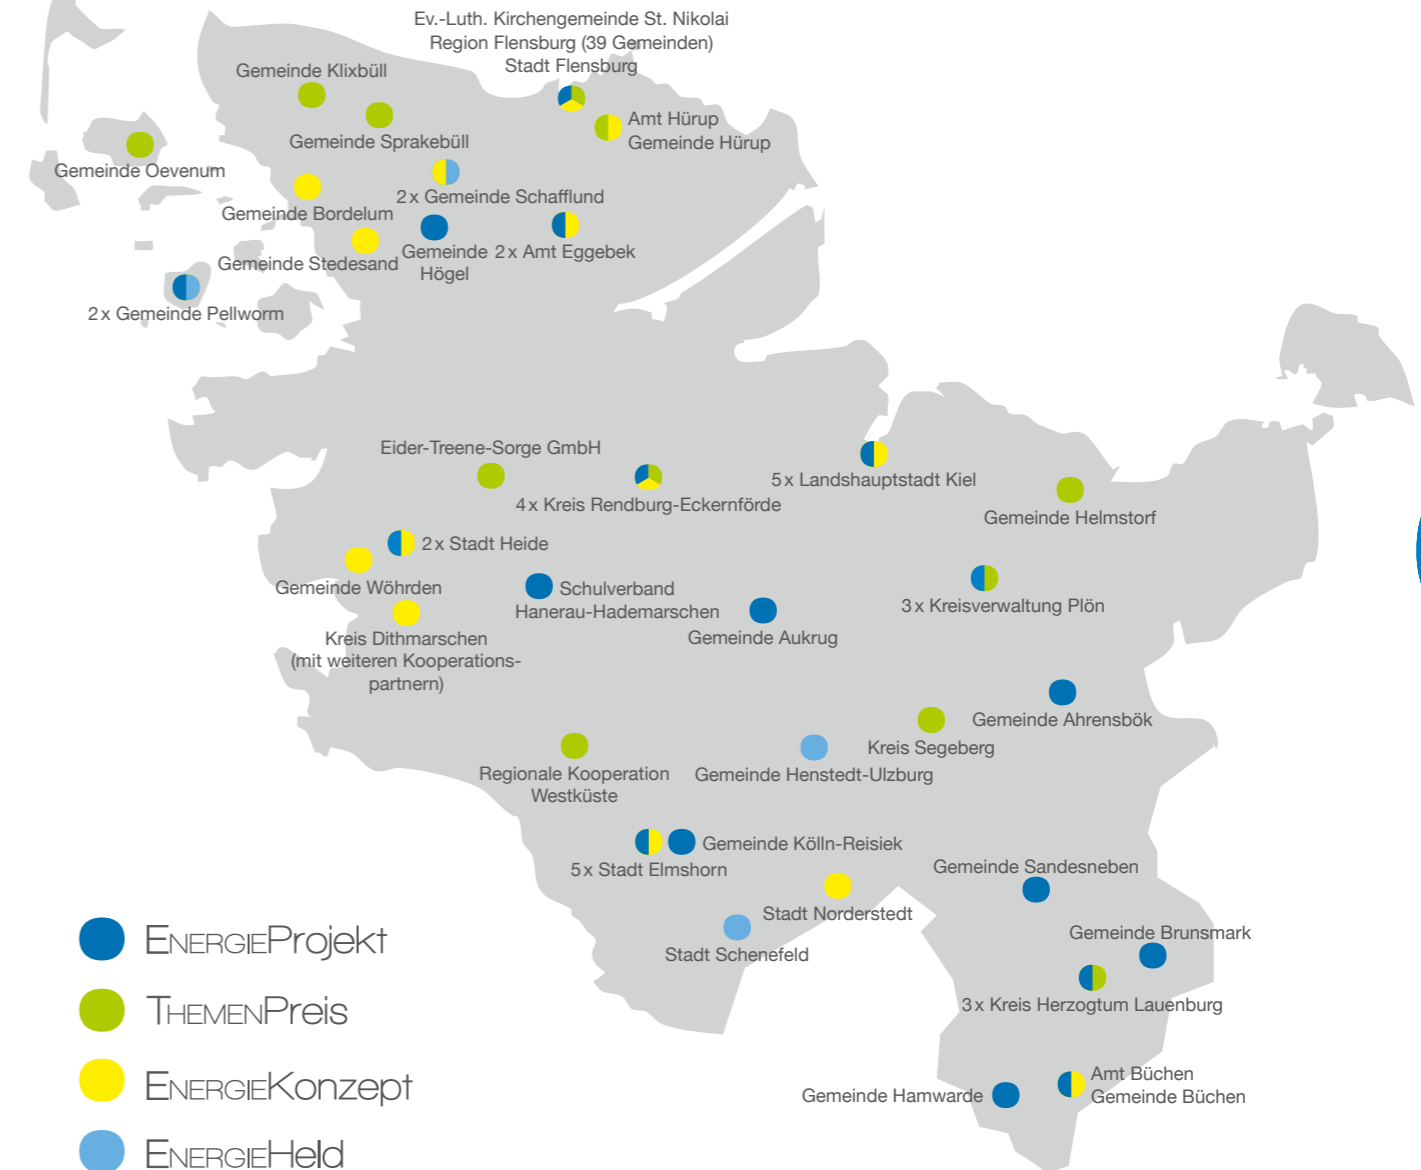 Ev.-Luth. Kirchengemeinde St. Nikolai
Region Flensburg (39 Gemeinden)
Stadt Flensburg
Gemeinde Klixbüll
Amt Hürup
Gemeinde Hürup
Gemeinde Sprakebüll
Gemeinde Oevenum
2 x Gemeinde Schafflund
Gemeinde Bordelum
Gemeinde
Högel
2 x Amt Eggebek
Gemeinde Stedesand
2 x Gemeinde Pellworm
Eider-Treene-Sorge GmbH
5 x Landshauptstadt Kiel
4 x Kreis Rendburg-Eckernförde
Gemeinde Helmstorf
2 x Stadt Heide
Gemeinde Wöhrden
Schulverband
Hanerau-Hademarschen
3 x Kreisverwaltung Plön
Gemeinde Aukrug
Kreis Dithmarschen
(mit weiteren Kooperations-
partnern)
Gemeinde Ahrensbök
Kreis Segeberg
Regionale Kooperation
Westküste
Gemeinde Henstedt-Ulzburg
Gemeinde Kölln-Reisiek
5 x Stadt Elmshorn
Gemeinde Sandesneben
Stadt Norderstedt
Gemeinde Brunsmark
Stadt Schenefeld
3 x Kreis Herzogtum Lauenburg
Amt Büchen
Gemeinde Büchen
Gemeinde Hamwarde
ENERGIEProjekt
THEMENPreis
ENERGIEKonzept
ENERGIEHeld